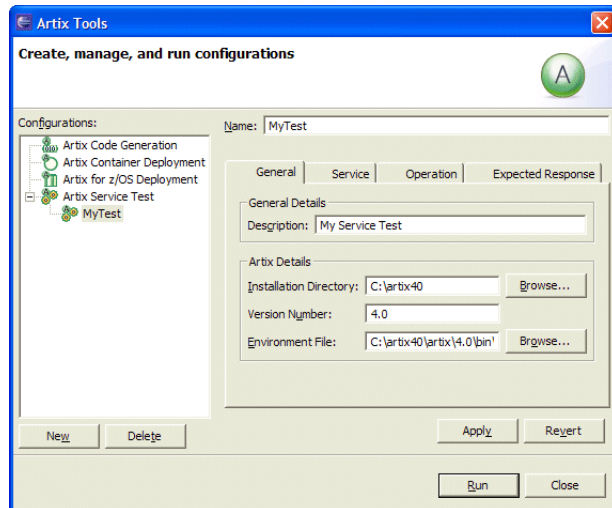 Artix Tools
Create, manage, and run configurations
A
Configurations:
Artix Code Generation
Artix Container Deployment
Artix for z/OS Deployment
Artix Service Test
MyTest
Name: MyTest
General Service Operation Expected Response
General Details
Description: My Service Test
Artix Details
Installation Directory: C:\artix40 Browse...
Version Number: 4.0
Environment File: C:\artix40\artix\4.0\bin\ Browse...
New Delete
Apply Revert
Run Close